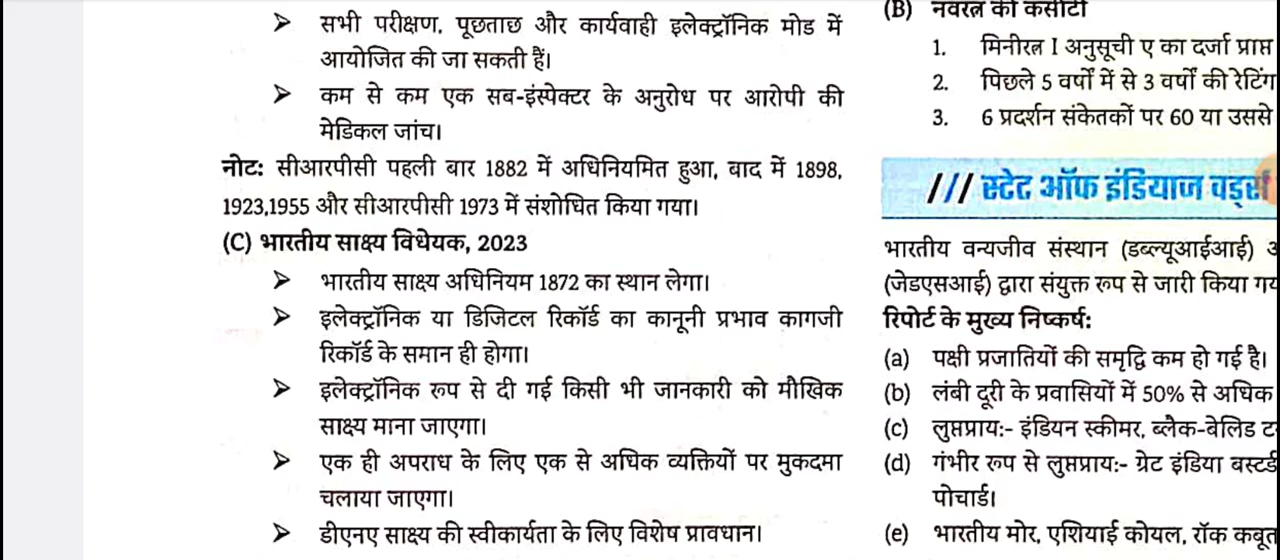 सभी परीक्षण, पूछताछ और कार्यवाही इलेक्ट्रॉनिक मोड में
आयोजित की जा सकती हैं।
कम से कम एक सब-इंस्पेक्टर के अनुरोध पर आरोपी की
मेडिकल जांच।
नोट: सीआरपीसी पहली बार 1882 में अधिनियमित हुआ, बाद में 1898,
1923,1955 और सीआरपीसी 1973 में संशोधित किया गया।
(C) भारतीय साक्ष्य विधेयक, 2023
भारतीय साक्ष्य अधिनियम 1872 का स्थान लेगा।
इलेक्ट्रॉनिक या डिजिटल रिकॉर्ड का कानूनी प्रभाव कागजी
रिकॉर्ड के समान ही होगा।
इलेक्ट्रॉनिक रूप से दी गई किसी भी जानकारी को मौखिक
साक्ष्य माना जाएगा।
एक ही अपराध के लिए एक से अधिक व्यक्तियों पर मुकदमा
चलाया जाएगा।
डीएनए साक्ष्य की स्वीकार्यता के लिए विशेष प्रावधान।
(B) नवरत्न की कसौटी
1. मिनीरत्न I अनुसूची ए का दर्जा प्राप्त
2. पिछले 5 वर्षों में से 3 वर्षों की रेटिंग
3. 6 प्रदर्शन संकेतकों पर 60 या उससे
/// स्टेट ऑफ इंडियाज बर्ड्स
भारतीय वन्यजीव संस्थान (डब्ल्यूआईआई)
(जेडएसआई) द्वारा संयुक्त रूप से जारी किया
रिपोर्ट के मुख्य निष्कर्ष:
(a) पक्षी प्रजातियों की समृद्धि कम हो गई है।
(b) लंबी दूरी के प्रवासियों में 50% से अधिक
(c) लुप्तप्राय:- इंडियन स्कीमर, ब्लैक-बेलिड
(d) गंभीर रूप से लुप्तप्राय:- ग्रेट इंडिया बस्टर्ड
पोचार्ड।
(e) भारतीय मोर, एशियाई कोयल, रॉक